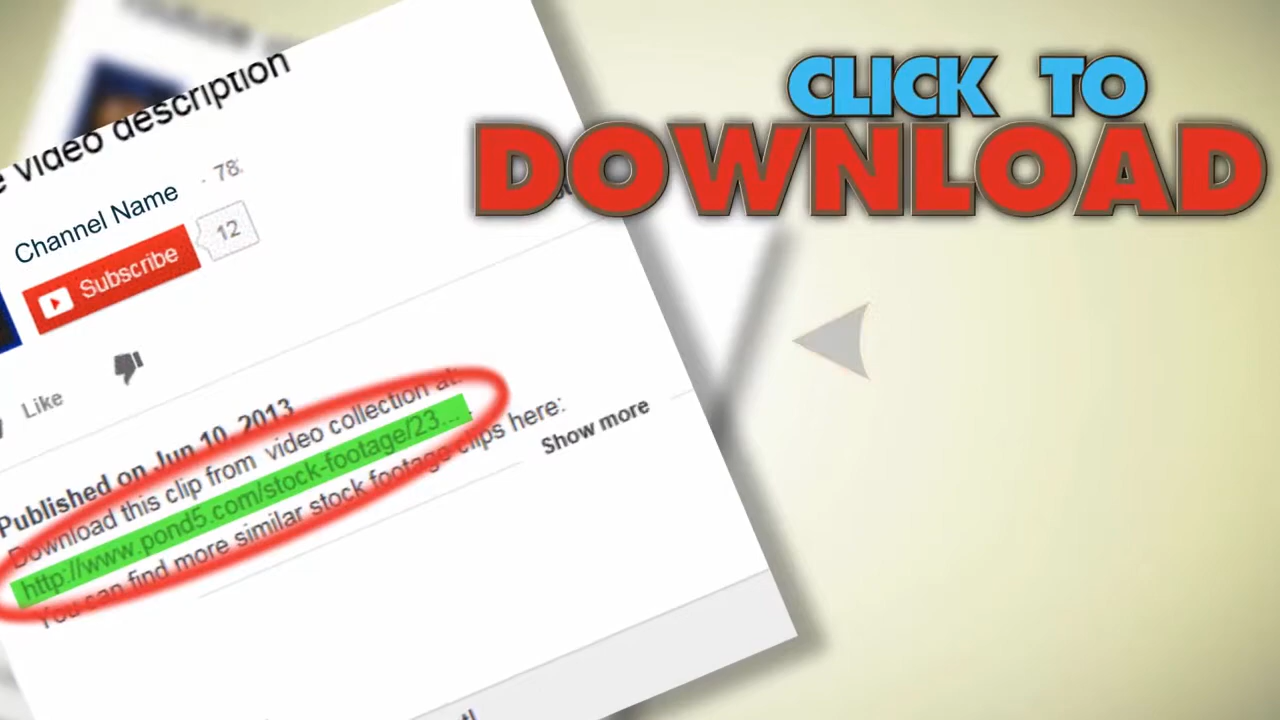 CLICK TO
DOWNLOAD
video description
Channel Name
78
Subscribe
12
Like
Published on Jun 10, 2013
Download this clip from video collection at:
http://www.pond5.com/stock-footage/23...
You can find more similar stock footage clips here:
Show more